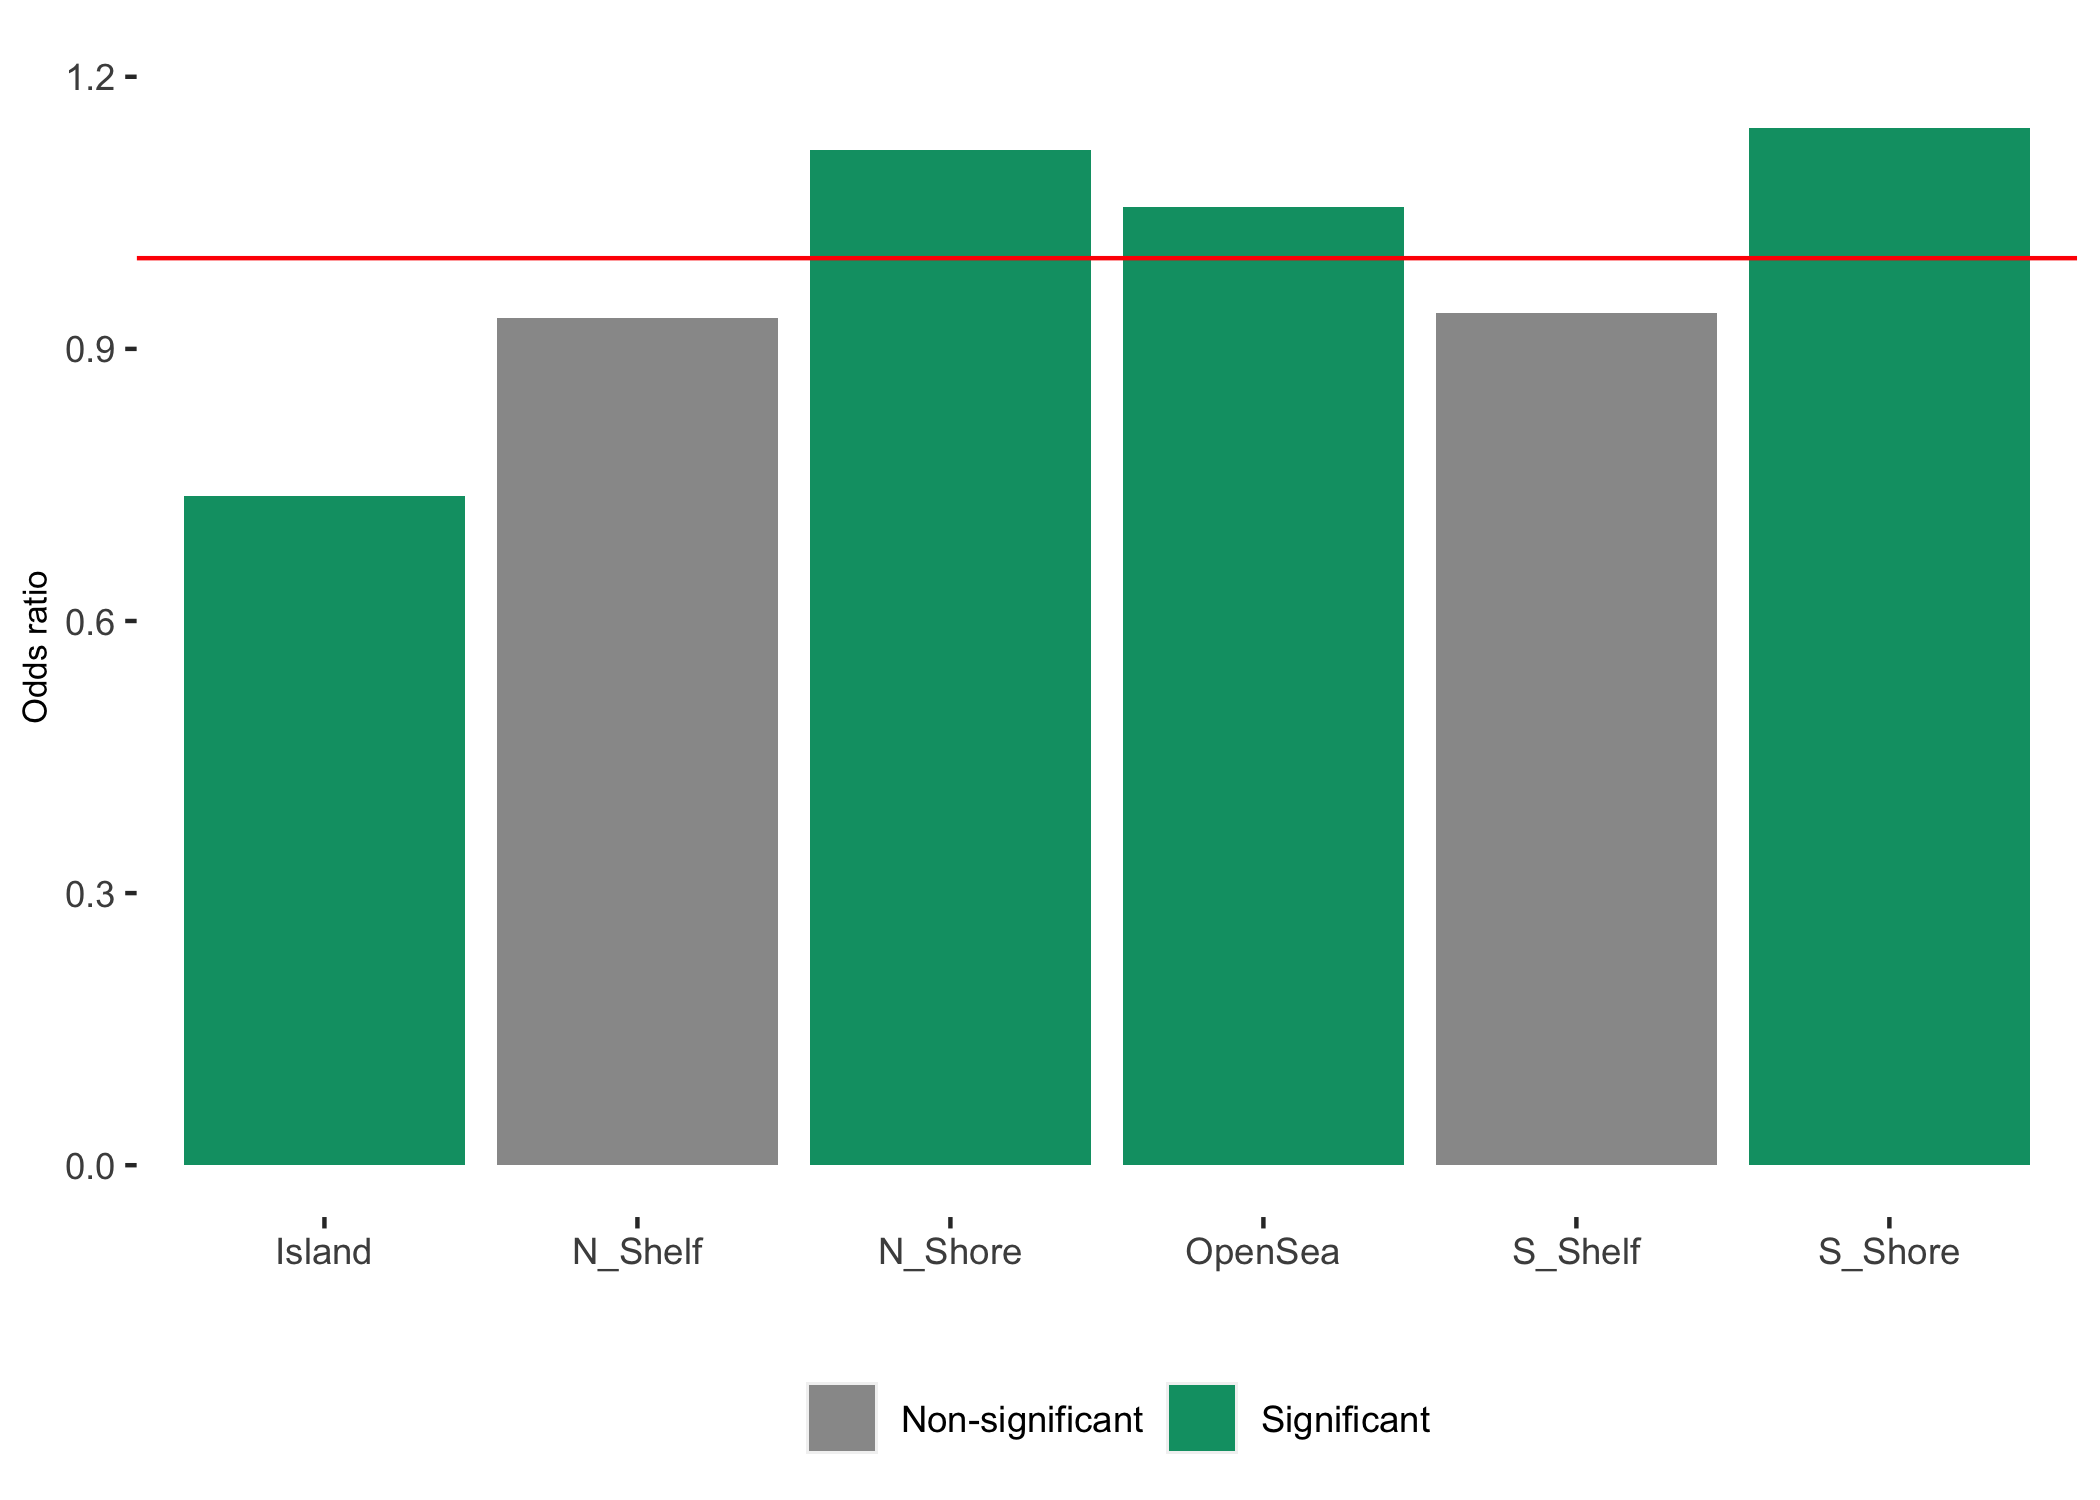 Odds ratio
1.2
0.9
0.6
0.3
0.0
Island N_Shelf N_Shore OpenSea S_Shelf S_Shore
Non-significant Significant